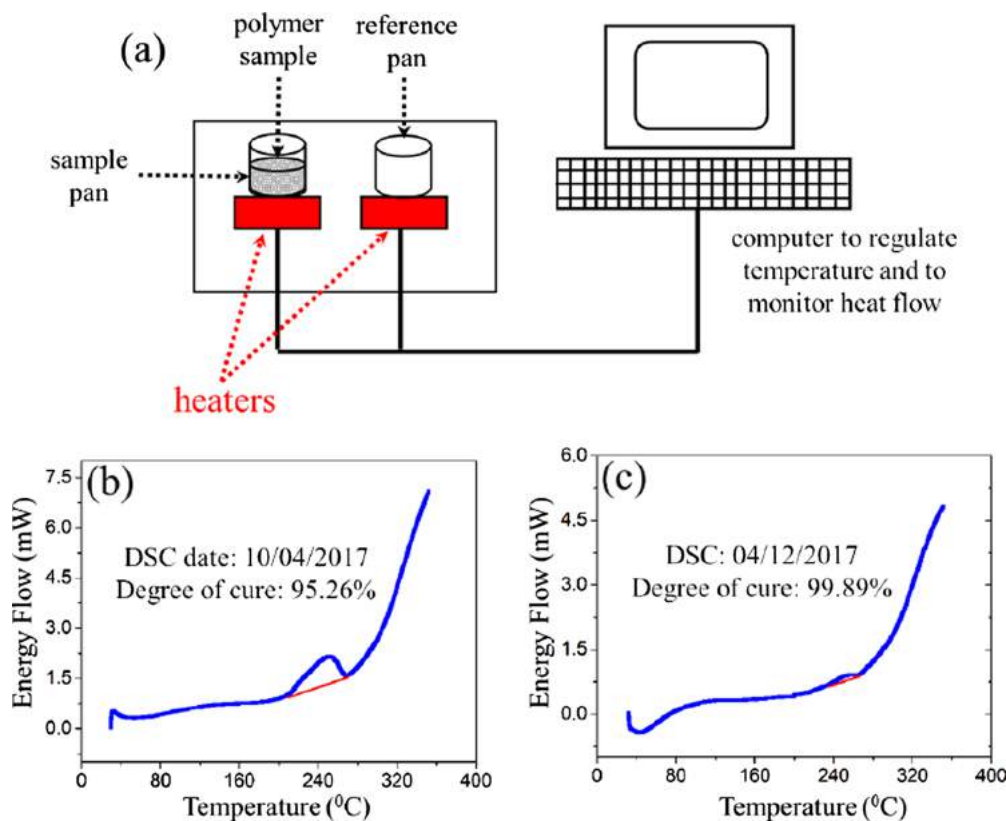 (a)
polymer
sample
reference
pan
sample
pan
heaters
computer to regulate
temperature and to
monitor heat flow
(b)
DSC date: 10/04/2017
Degree of cure: 95.26%
Energy Flow (mW)
7.5
6.0
4.5
3.0
1.5
0.0
0
80
160
240
320
400
Temperature (⁰C)
(c)
DSC: 04/12/2017
Degree of cure: 99.89%
Energy Flow (mW)
6.0
4.5
3.0
1.5
0.0
0
80
160
240
320
400
Temperature (⁰C)